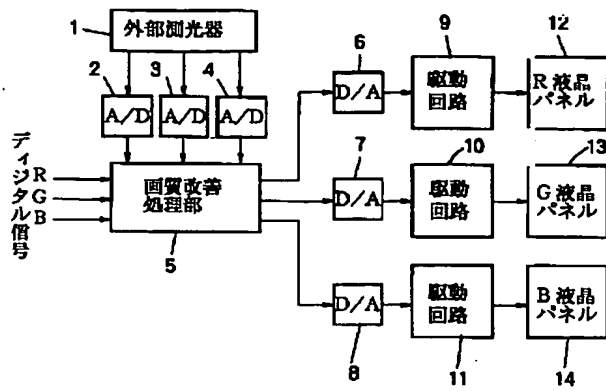 1
外部測光器
2
3
4
A/D
A/D
A/D
ディジタル信号
R
G
B
画質改善
処理部
5
6
D/A
7
D/A
D/A
8
9
駆動
回路
10
駆動
回路
駆動
回路
11
12
R液晶
パネル
13
G液晶
パネル
B液晶
パネル
14